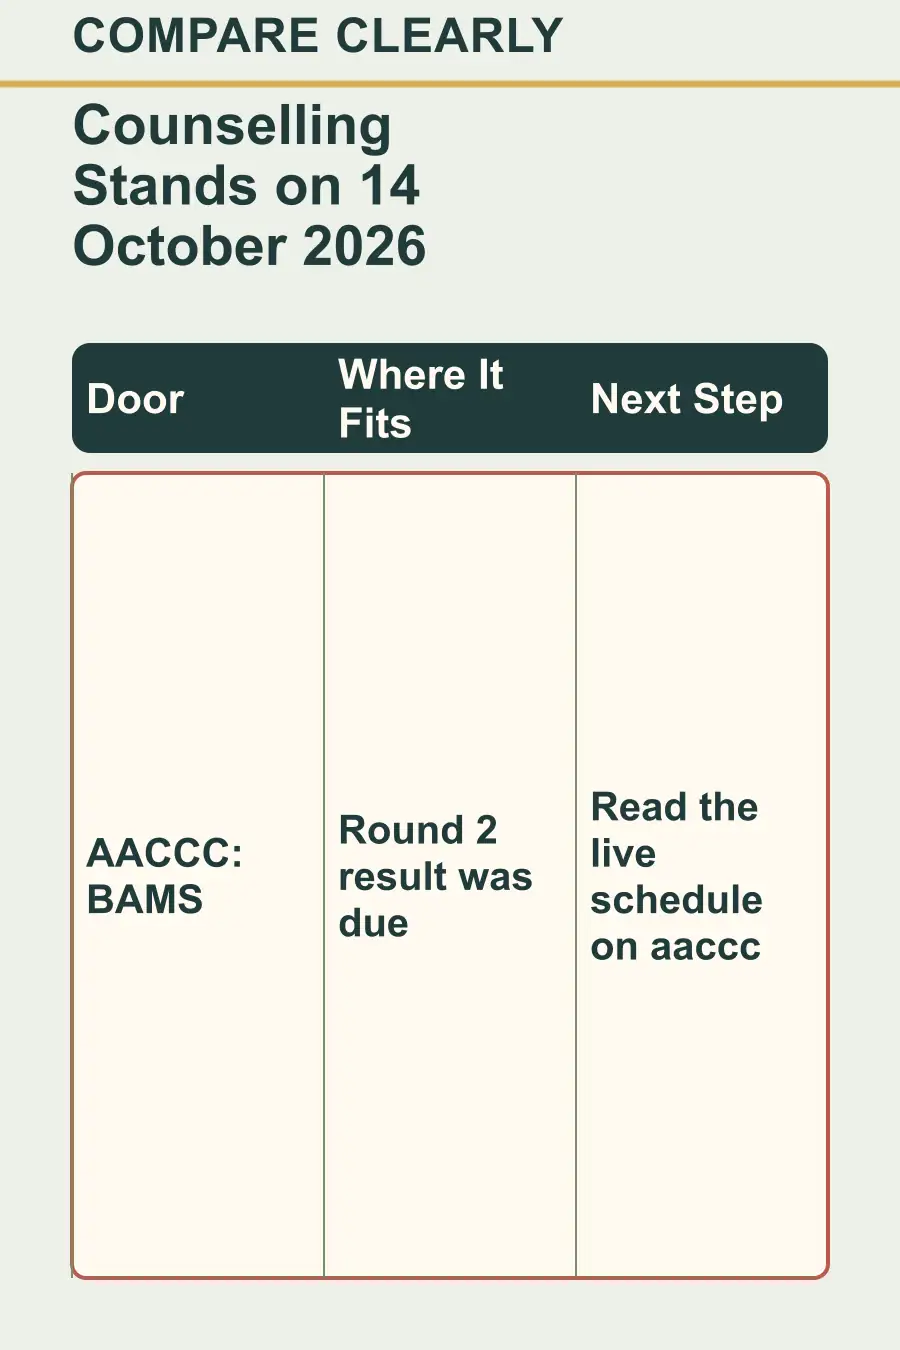 COMPARE CLEARLY
Counselling
Stands on 14
October 2026
Door
Where It
Fits
Next Step
AACCC:
BAMS
Round 2
result was
due
Read the
live
schedule
on aaccc